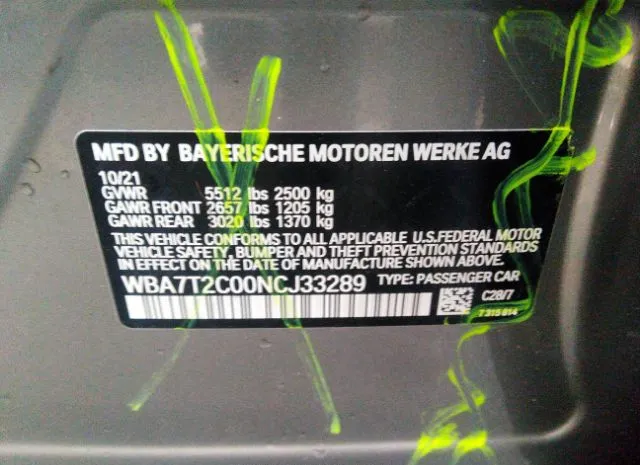 MFD BY BAYERISCHE MOTOREN WERKE AG
10/21
GVWR 5512 lbs 2500 kg
GAWR FRONT 2657 lbs 1205 kg
GAWR REAR 3020 lbs 1370 kg
THIS VEHICLE CONFORMS TO ALL APPLICABLE U.S.FEDERAL MOTOR
VEHICLE SAFETY, BUMPER AND THEFT PREVENTION STANDARDS
IN EFFECT ON THE DATE OF MANUFACTURE SHOWN ABOVE.
WBA7T2C00NCJ33289 TYPE: PASSENGER CAR
C28/7
7 315 814